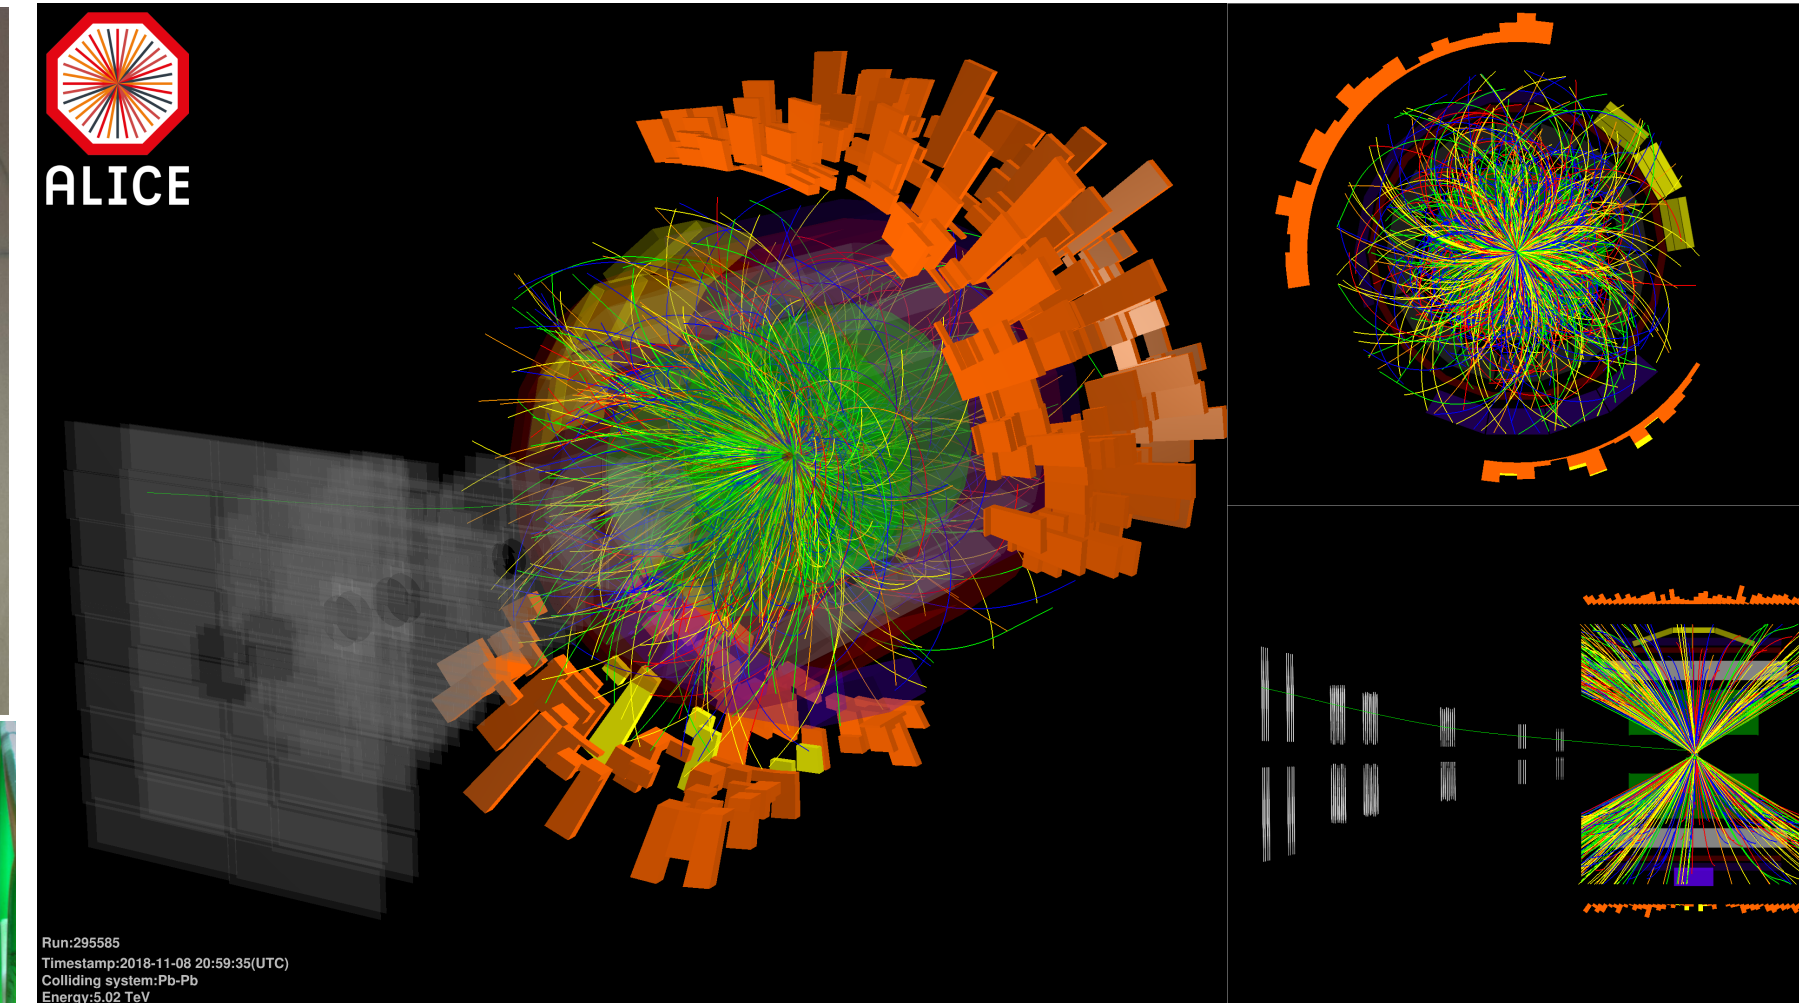 ALICE
Run:295585
Timestamp:2018-11-08 20:59:35(UTC)
Colliding system:Pb-Pb
Energy:5.02 TeV